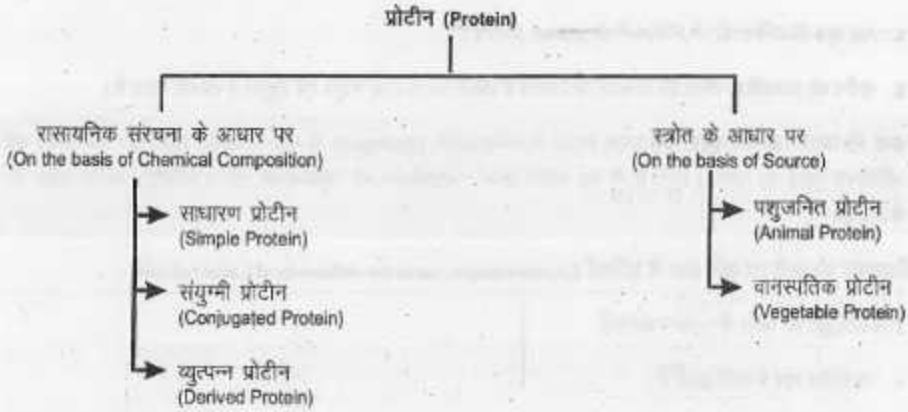 प्रोटीन (Protein)
रासायनिक संरचना के आधार पर
(On the basis of Chemical Composition)
साधारण प्रोटीन
(Simple Protein)
संयुग्मी प्रोटीन
(Conjugated Protein)
व्युत्पन्न प्रोटीन
(Derived Protein)
स्त्रोत के आधार पर
(On the basis of Source)
पशुजनित प्रोटीन
(Animal Protein)
वानस्पतिक प्रोटीन
(Vegetable Protein)